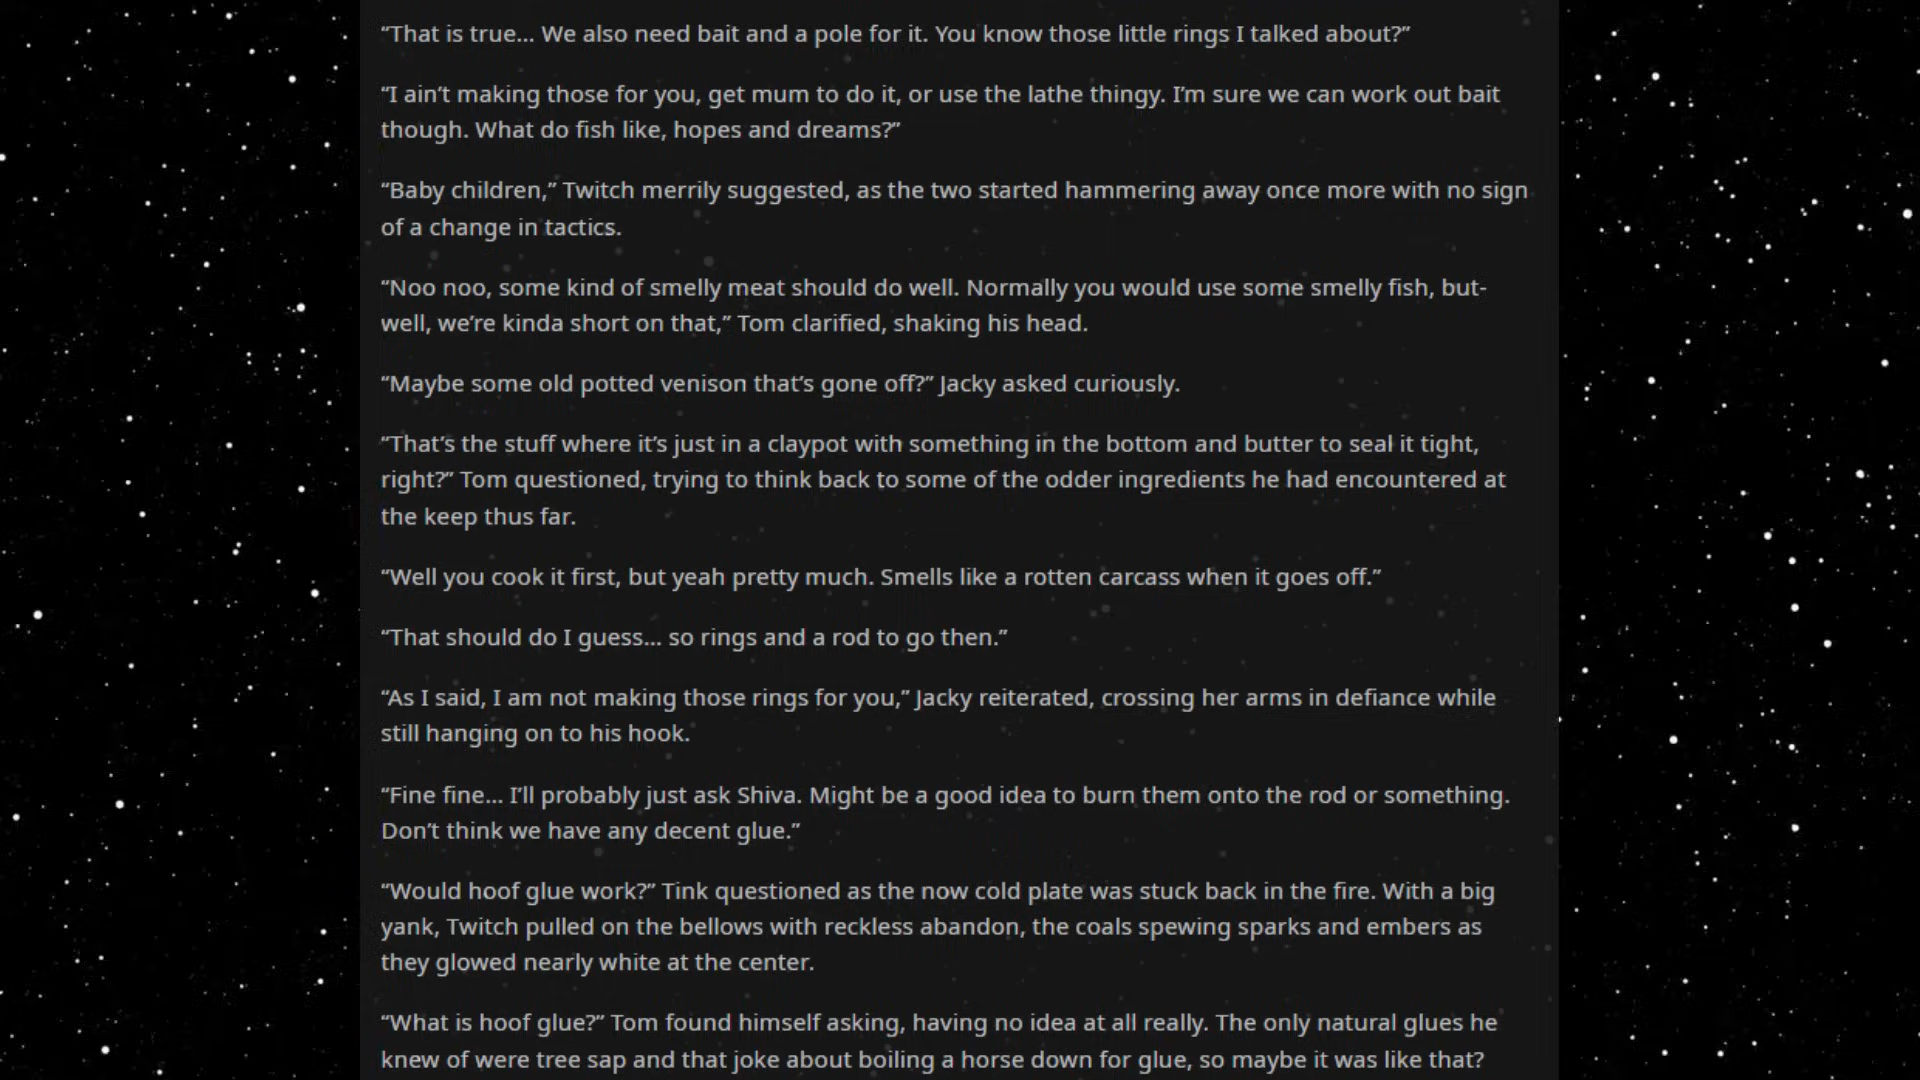 “That is true… We also need bait and a pole for it. You know those little rings I talked about?”
“I ain’t making those for you, get mum to do it, or use the lathe thingy. I’m sure we can work out bait
though. What do fish like, hopes and dreams?”
“Baby children,” Twitch merrily suggested, as the two started hammering away once more with no sign
of a change in tactics.
“Noo noo, some kind of smelly meat should do well. Normally you would use some smelly fish, but-
well, we’re kinda short on that,” Tom clarified, shaking his head.
“Maybe some old potted venison that’s gone off?” Jacky asked curiously.
“That’s the stuff where it’s just in a claypot with something in the bottom and butter to seal it tight,
right?” Tom questioned, trying to think back to some of the odder ingredients he had encountered at
the keep thus far.
“Well you cook it first, but yeah pretty much. Smells like a rotten carcass when it goes off.”
“That should do I guess… so rings and a rod to go then.”
“As I said, I am not making those rings for you,” Jacky reiterated, crossing her arms in defiance while
still hanging on to his hook.
“Fine fine… I’ll probably just ask Shiva. Might be a good idea to burn them onto the rod or something.
Don’t think we have any decent glue.”
“Would hoof glue work?” Tink questioned as the now cold plate was stuck back in the fire. With a big
yank, Twitch pulled on the bellows with reckless abandon, the coals spewing sparks and embers as
they glowed nearly white at the center.
“What is hoof glue?” Tom found himself asking, having no idea at all really. The only natural glues he
knew of were tree sap and that joke about boiling a horse down for glue, so maybe it was like that?